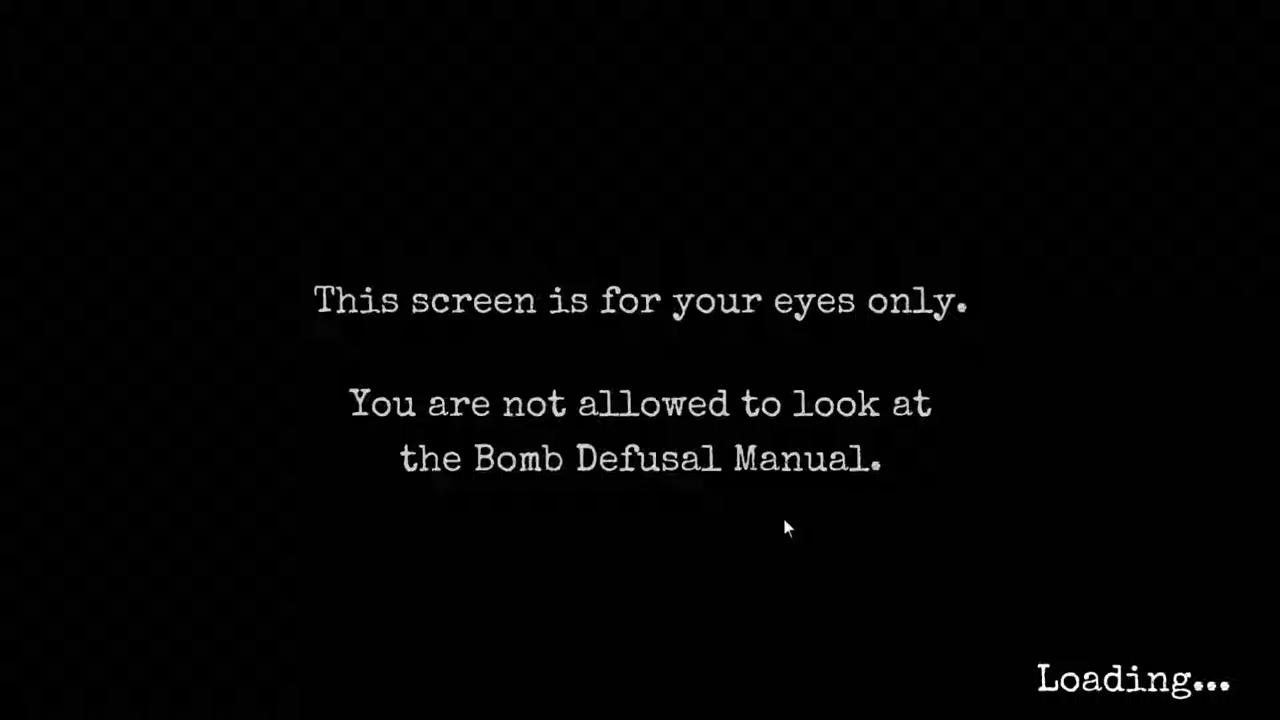 This screen is for your eyes only.
You are not allowed to look at
the Bomb Defusal Manual.
Loading...